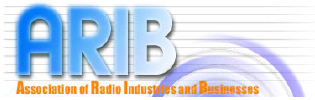 ARIB
Association of Radio Industries and Businesses